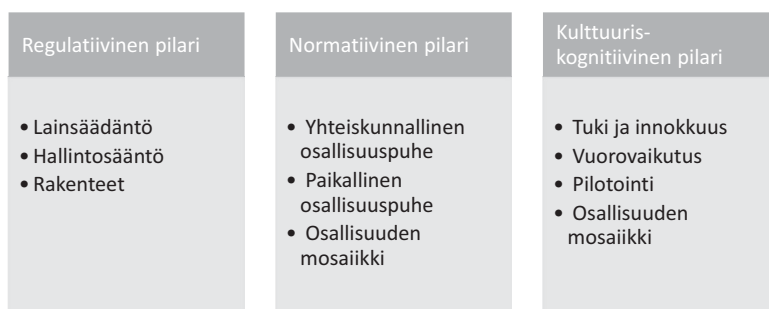 Regulatiivinen pilari
• Lainsäädäntö
• Hallintosääntö
• Rakenteet
Normatiivinen pilari
• Yhteiskunnallinen
osallisuuspuhe
• Paikallinen
osallisuuspuhe
• Osallisuuden
mosaiikki
Kulttuuris-
kognitiivinen pilari
• Tuki ja innokkuus
• Vuorovaikutus
• Pilotointi
• Osallisuuden
mosaiikki